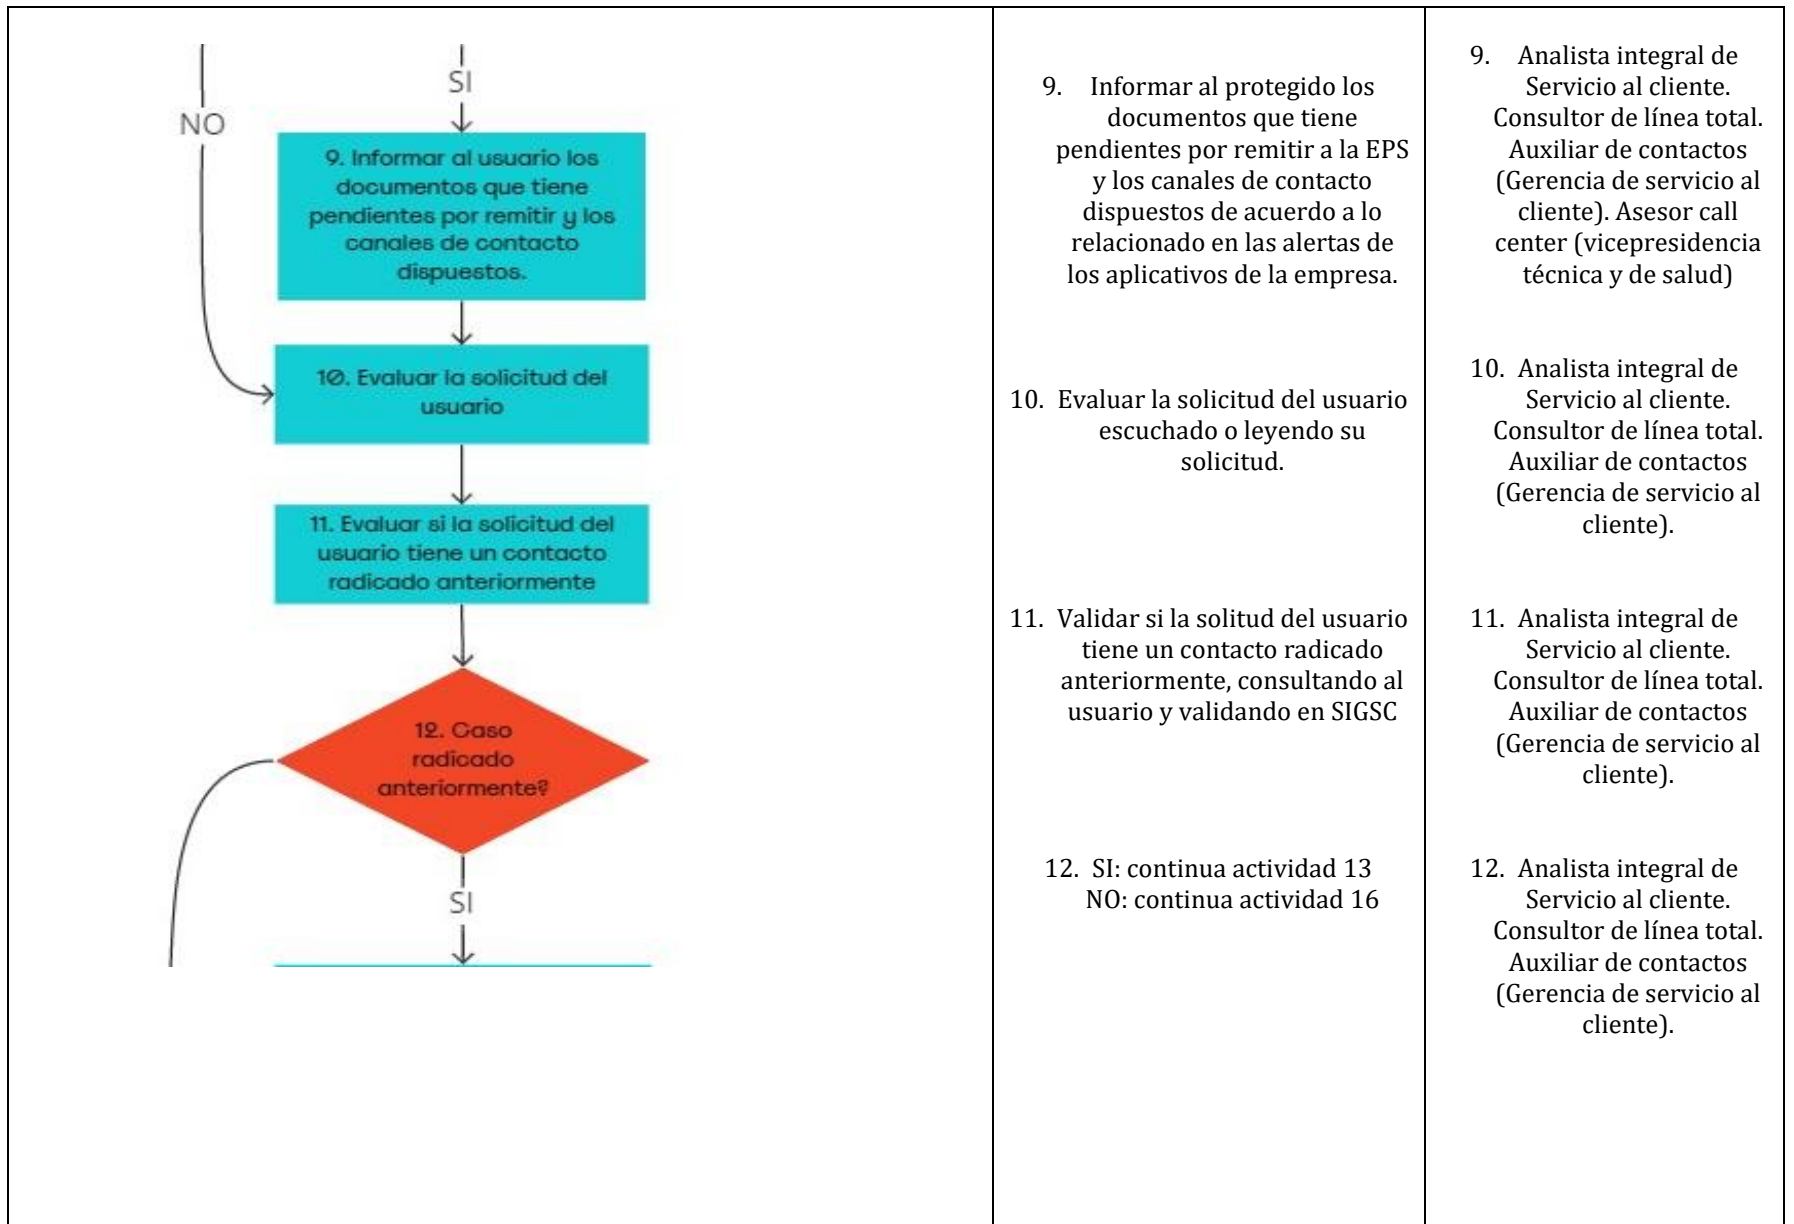 SI
NO
9. Informar al usuario los
documentos que tiene
pendientes por remitir y los
canales de contacto
dispuestos.
10. Evaluar la solicitud del
usuario
11. Evaluar si la solicitud del
usuario tiene un contacto
radicado anteriormente
12. Caso
radicado
anteriormente?
SI
9. Informar al protegido los
documentos que tiene
pendientes por remitir a la EPS
y los canales de contacto
dispuestos de acuerdo a lo
relacionado en las alertas de
los aplicativos de la empresa.
10. Evaluar la solicitud del usuario
escuchado o leyendo su
solicitud.
11. Validar si la solitud del usuario
tiene un contacto radicado
anteriormente, consultando al
usuario y validando en SIGSC
12. SI: continua actividad 13
NO: continua actividad 16
9. Analista integral de
Servicio al cliente.
Consultor de línea total.
Auxiliar de contactos
(Gerencia de servicio al
cliente). Asesor call
center (vicepresidencia
técnica y de salud)
10. Analista integral de
Servicio al cliente.
Consultor de línea total.
Auxiliar de contactos
(Gerencia de servicio al
cliente).
11. Analista integral de
Servicio al cliente.
Consultor de línea total.
Auxiliar de contactos
(Gerencia de servicio al
cliente).
12. Analista integral de
Servicio al cliente.
Consultor de línea total.
Auxiliar de contactos
(Gerencia de servicio al
cliente).